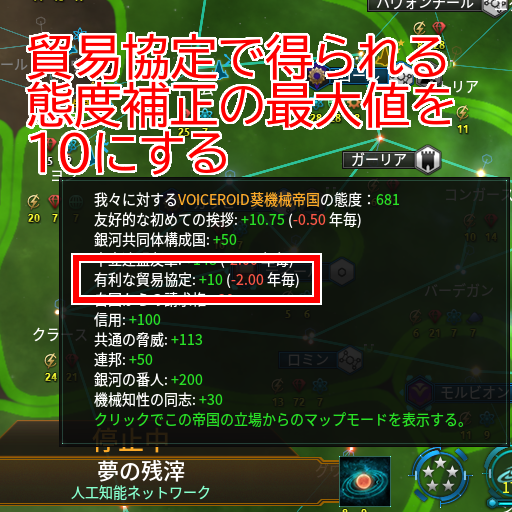 パヴォンナール
貿易協定で得られる
態度補正の最大値を
10にする
ガーリア
11
20 7
25
我々に対するVOICEROID葵機械帝国の態度：681
友好的な初めての挨拶: +10.75 (-0.50 年毎)
銀河共同体構成国: +50
有利な貿易協定: +10 (-2.00 年毎)
信用: +100
共通の脅威: +113
連邦: +50
銀河の番人: +200
機械知性の同志: +30
クリックでこの帝国の立場からのマップモードを表示する。
バーデガン
クラース
24 21
ロミン
モルビオン
停止中
夢の残滓
人工知能ネットワーク